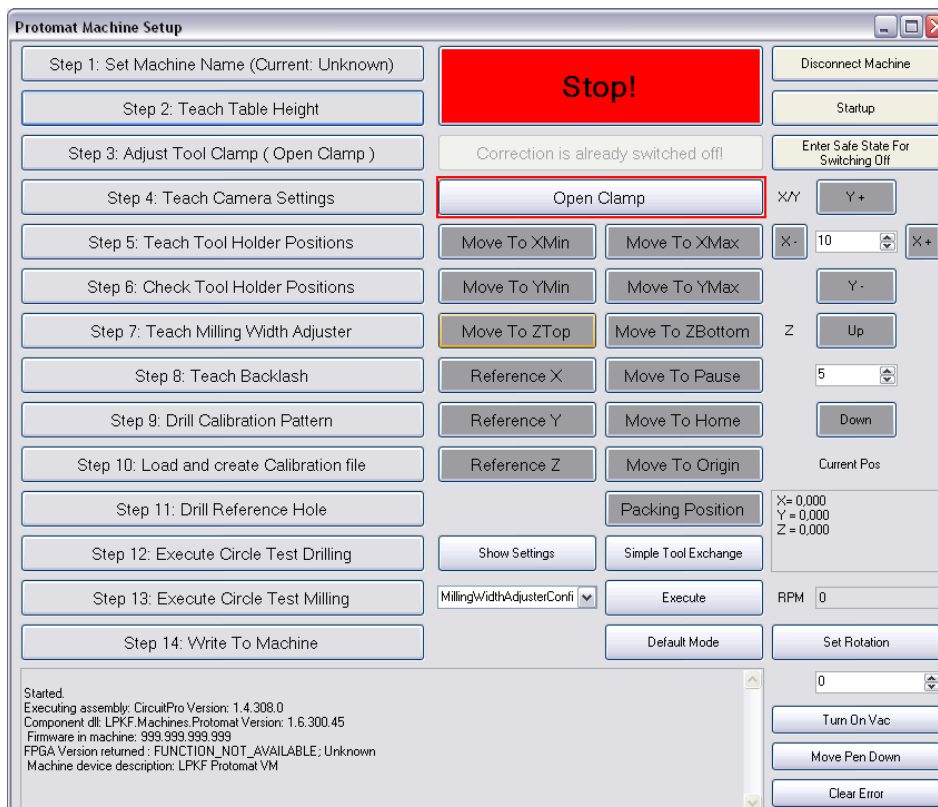 Protomat Machine Setup
Step 1: Set Machine Name (Current: Unknown)
Step 2: Teach Table Height
Step 3: Adjust Tool Clamp ( Open Clamp )
Step 4: Teach Camera Settings
Step 5: Teach Tool Holder Positions
Step 6: Check Tool Holder Positions
Step 7: Teach Milling Width Adjuster
Step 8: Teach Backlash
Step 9: Drill Calibration Pattern
Step 10: Load and create Calibration file
Step 11: Drill Reference Hole
Step 12: Execute Circle Test Drilling
Step 13: Execute Circle Test Milling
Step 14: Write To Machine
Stop!
Correction is already switched off!
Open Clamp
Move To XMin
Move To XMax
Move To YMin
Move To YMax
Move To ZTop
Move To ZBottom
Reference X
Move To Pause
Reference Y
Move To Home
Reference Z
Move To Origin
Packing Position
Show Settings
Simple Tool Exchange
MillingWidthAdjusterConfi
Execute
Default Mode
Disconnect Machine
Startup
Enter Safe State For
Switching Off
X/Y
Y +
X -
10
X +
Y -
Z
Up
5
Down
Current Pos
X= 0,000
Y = 0,000
Z = 0,000
RPM
0
Set Rotation
0
Turn On Vac
Move Pen Down
Clear Error
Started.
Executing assembly: CircuitPro Version: 1.4.308.0
Component dll: LPKF.Machines.Protomat Version: 1.6.300.45
Firmware in machine: 999.999.999.999
FPGA Version returned : FUNCTION_NOT_AVAILABLE; Unknown
Machine device description: LPKF Protomat VM